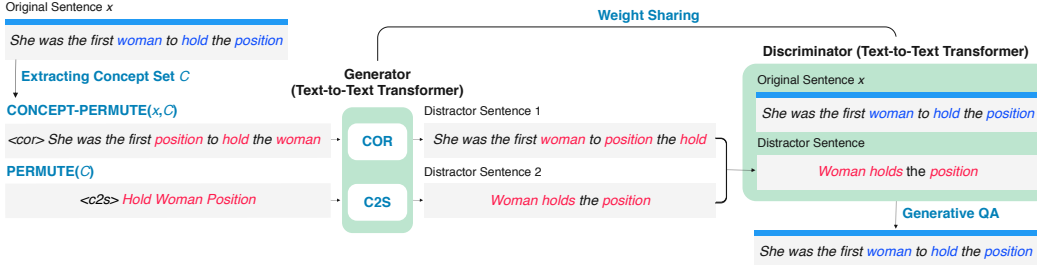 Original Sentence x
She was the first woman to hold the position
Extracting Concept Set C
CONCEPT-PERMUTE(x,C)
<cor> She was the first position to hold the woman
PERMUTE(C)
<c2s> Hold Woman Position
Weight Sharing
Generator
(Text-to-Text Transformer)
COR
C2S
Distractor Sentence 1
She was the first woman to position the hold
Distractor Sentence 2
Woman holds the position
Discriminator (Text-to-Text Transformer)
Original Sentence x
She was the first woman to hold the position
Distractor Sentence
Woman holds the position
Generative QA
She was the first woman to hold the position